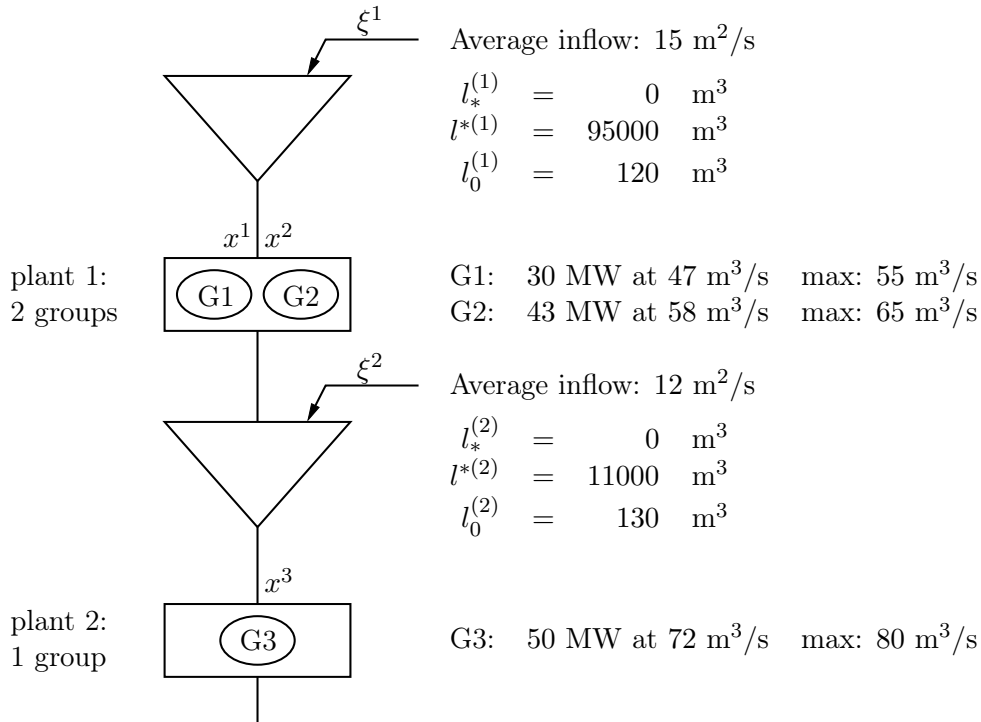 ξ¹
Average inflow: 15 m²/s
l₎*₍⁽¹⁾ = 0 m³
l*⁽¹⁾ = 95000 m³
l₀⁽¹⁾ = 120 m³
x¹ x²
plant 1:
2 groups
G1 G2
G1: 30 MW at 47 m³/s max: 55 m³/s
G2: 43 MW at 58 m³/s max: 65 m³/s
ξ²
Average inflow: 12 m²/s
l_*⁽²⁾ = 0 m³
l*⁽²⁾ = 11000 m³
l₀⁽²⁾ = 130 m³
x³
plant 2:
1 group
G3
G3: 50 MW at 72 m³/s max: 80 m³/s